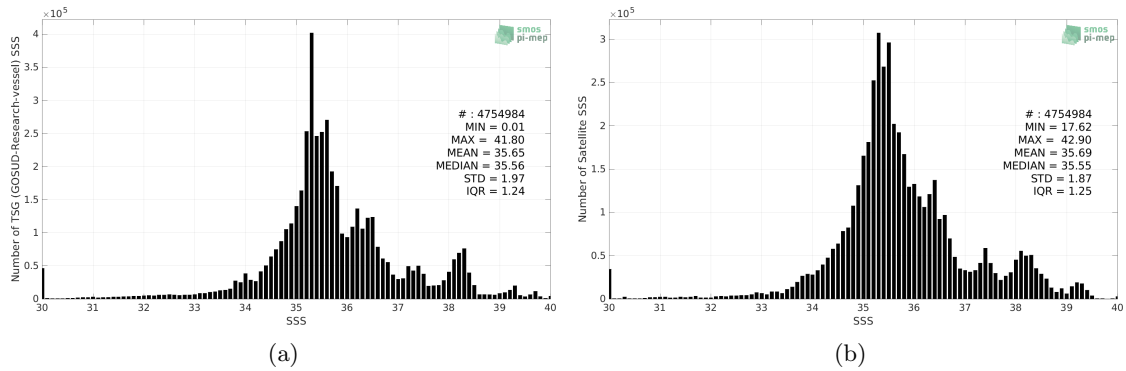 ×10⁵
4
3.5
3
2.5
2
1.5
1
0.5
0
Number of TSG (GOSUD-Research-vessel) SSS
smos
pi-mep
# : 4754984
MIN = 0.01
MAX = 41.80
MEAN = 35.65
MEDIAN = 35.56
STD = 1.97
IQR = 1.24
30 31 32 33 34 35 36 37 38 39 40
SSS
(a)
×10⁵
3
2.5
2
1.5
1
0.5
0
Number of Satellite SSS
smos
pi-mep
# : 4754984
MIN = 17.62
MAX = 42.90
MEAN = 35.69
MEDIAN = 35.55
STD = 1.87
IQR = 1.25
30 31 32 33 34 35 36 37 38 39 40
SSS
(b)